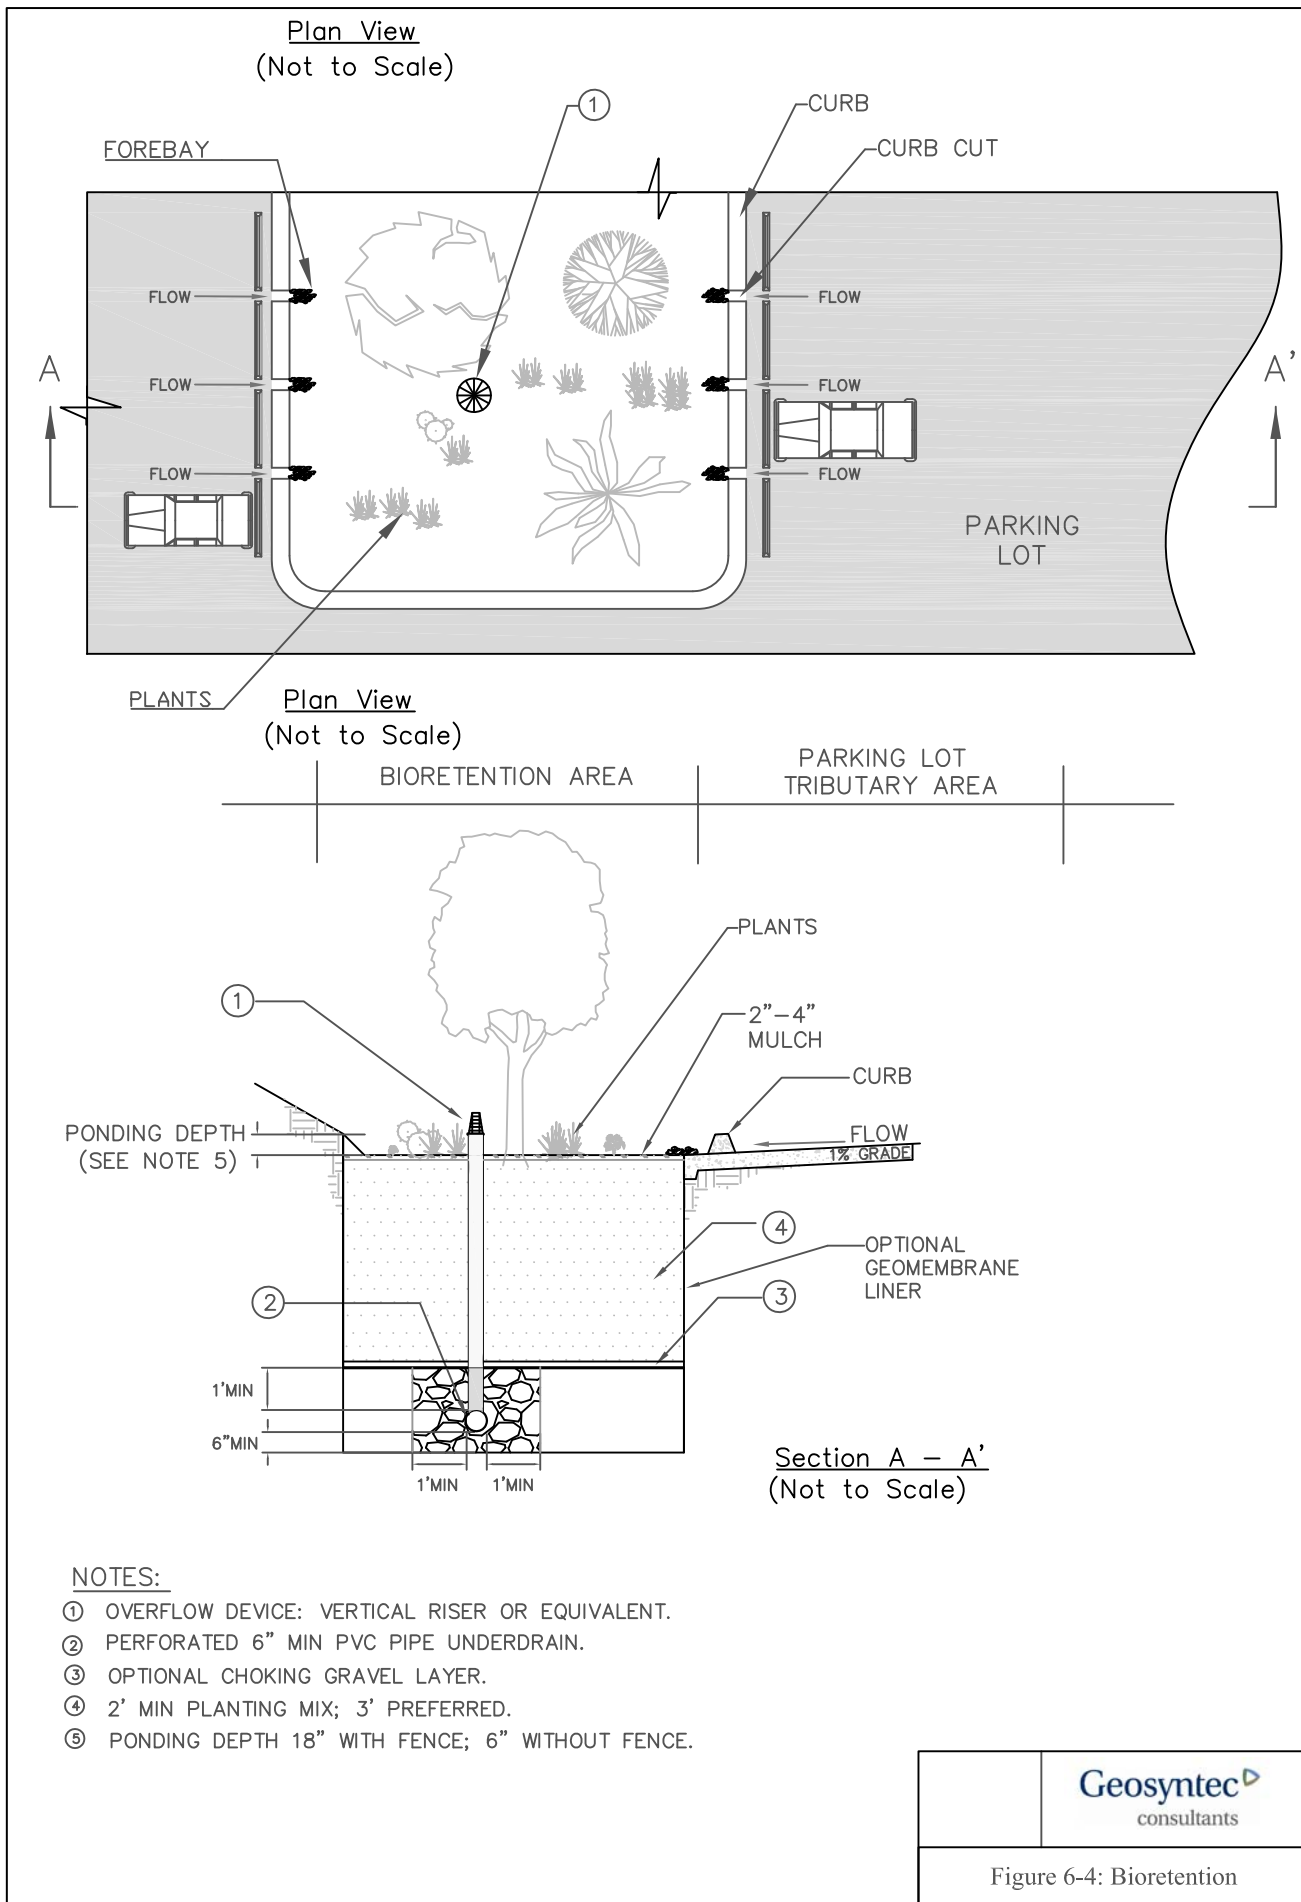 Plan View
(Not to Scale)
1
CURB
FOREBAY
CURB CUT
FLOW
FLOW
A
A'
FLOW
FLOW
FLOW
FLOW
PARKING
LOT
PLANTS
Plan View
(Not to Scale)
BIORETENTION AREA
PARKING LOT
TRIBUTARY AREA
PLANTS
1
2"-4"
MULCH
CURB
PONDING DEPTH
(SEE NOTE 5)
FLOW
1% GRADE
4
OPTIONAL
GEOMEMBRANE
LINER
2
3
1'MIN
6"MIN
1'MIN
1'MIN
Section A - A'
(Not to Scale)
NOTES:
1 OVERFLOW DEVICE: VERTICAL RISER OR EQUIVALENT.
2 PERFORATED 6" MIN PVC PIPE UNDERDRAIN.
3 OPTIONAL CHOKING GRAVEL LAYER.
4 2' MIN PLANTING MIX; 3' PREFERRED.
5 PONDING DEPTH 18" WITH FENCE; 6" WITHOUT FENCE.
Geosyntec
consultants
Figure 6-4: Bioretention